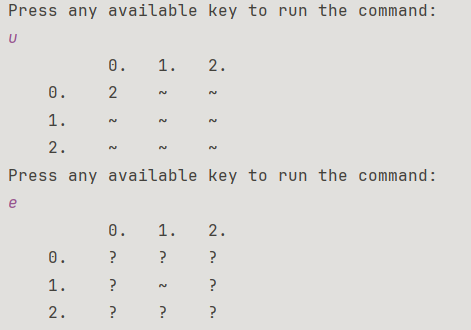 Press any available key to run the command:
u
0. 1. 2.
0. 2 ~ ~
1. ~ ~ ~
2. ~ ~ ~
Press any available key to run the command:
e
0. 1. 2.
0. ? ? ?
1. ? ~ ?
2. ? ? ?